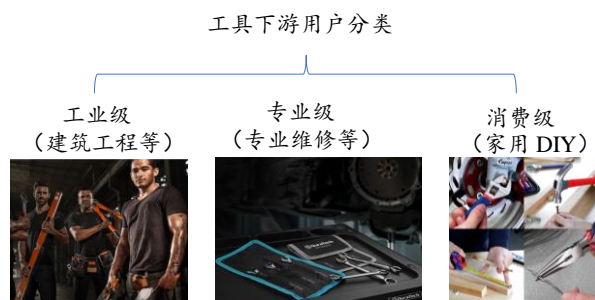 工具下游用户分类
工业级
（建筑工程等）
专业级
（专业维修等）
消费级
（家用 DIY）